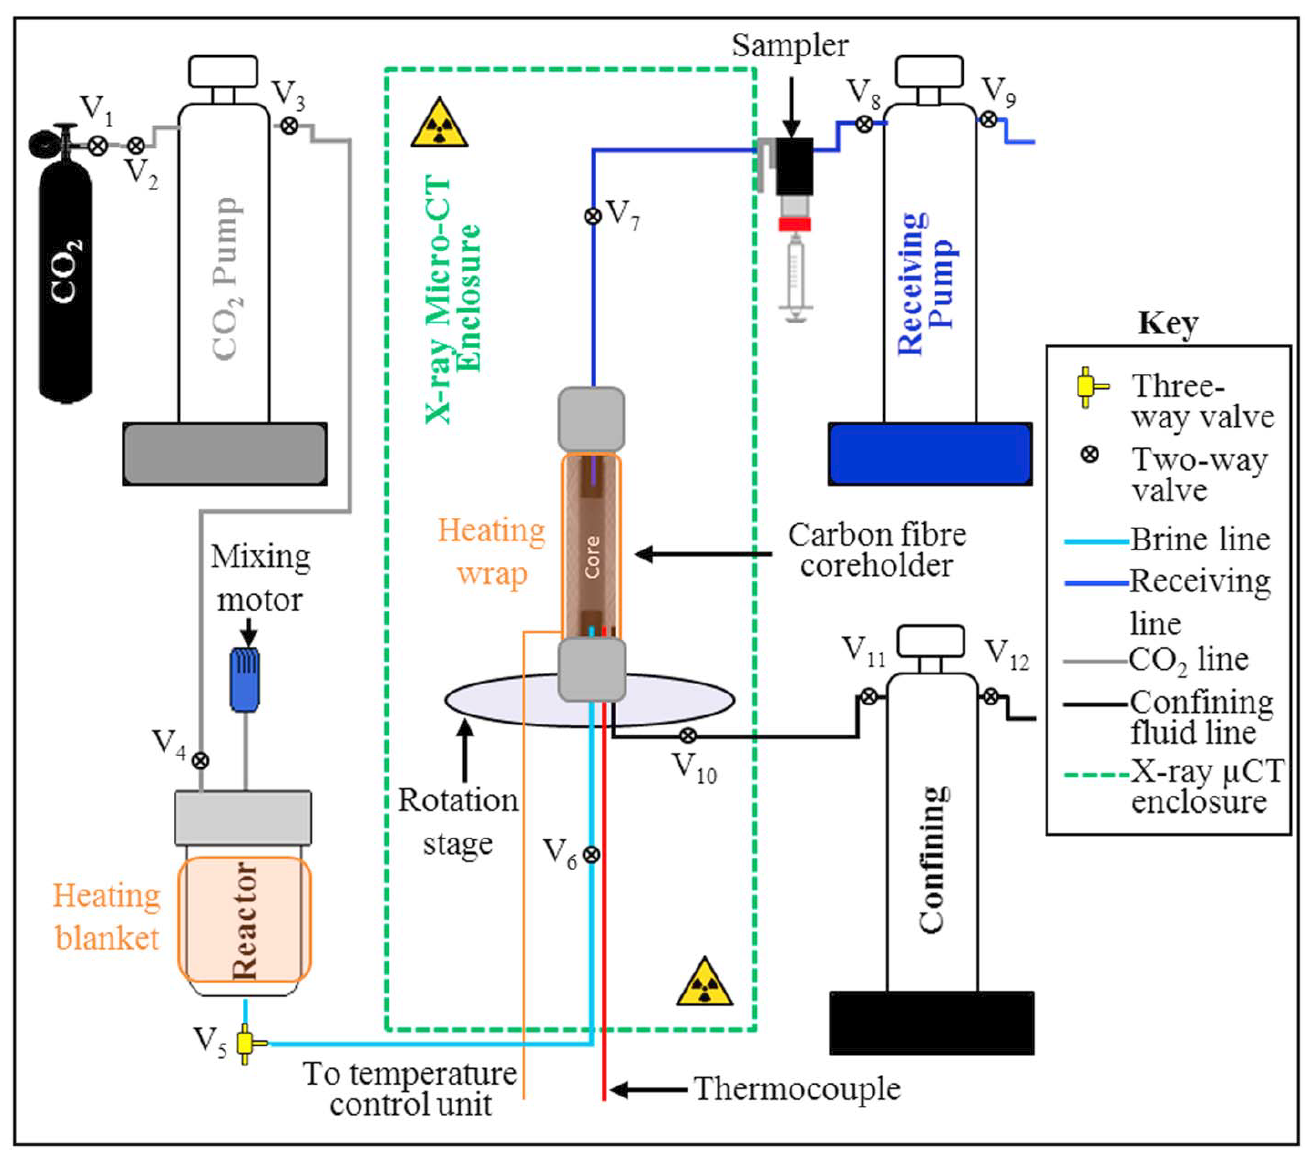 Sampler
V1
V2
CO2
CO2 Pump
V3
X-ray Micro-CT
Enclosure
V7
V8
V9
Receiving
Pump
Key
Three-
way valve
Two-way
valve
Brine line
Receiving
line
CO2 line
Confining
fluid line
X-ray µCT
enclosure
Heating
wrap
Core
Carbon fibre
coreholder
Mixing
motor
V4
Rotation
stage
V10
V11
V12
Confining
V6
Heating
blanket
Reactor
V5
To temperature
control unit
Thermocouple